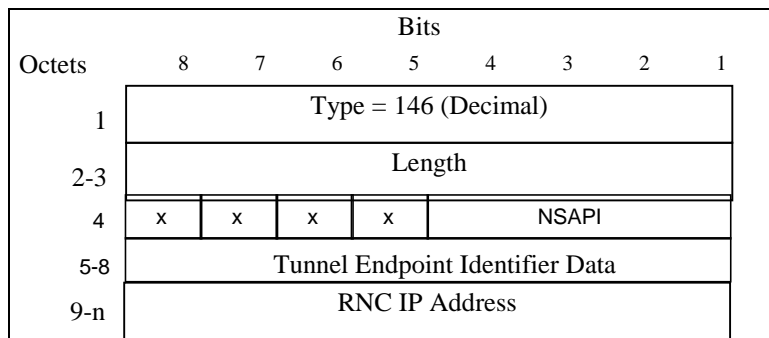 Bits
Octets 8 7 6 5 4 3 2 1
1 Type = 146 (Decimal)
2-3 Length
4 x x x x NSAPI
5-8 Tunnel Endpoint Identifier Data
9-n RNC IP Address